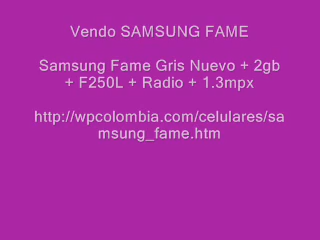 Vendo SAMSUNG FAME
Samsung Fame Gris Nuevo + 2gb
+ F250L + Radio + 1.3mpx
http://wpcolombia.com/celulares/sa
msung_fame.htm